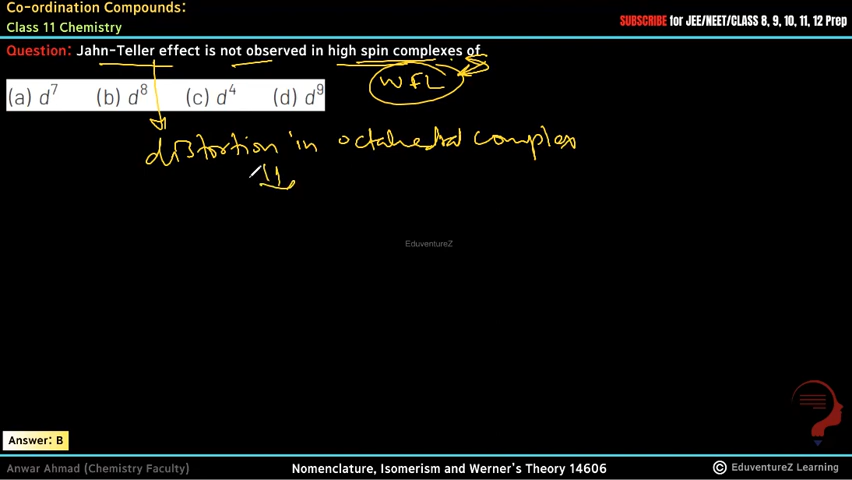 Co-ordination Compounds:
Class 11 Chemistry
SUBSCRIBE for JEE/NEET/CLASS 8, 9, 10, 11, 12 Prep
Question: Jahn-Teller effect is not observed in high spin complexes of
(a) d⁷ (b) d⁸ (c) d⁴ (d) d⁹
WFL
distortion in octahedral complex
EduventureZ
Answer: B
Anwar Ahmad (Chemistry Faculty)
Nomenclature, Isomerism and Werner's Theory 14606
© EduventureZ Learning